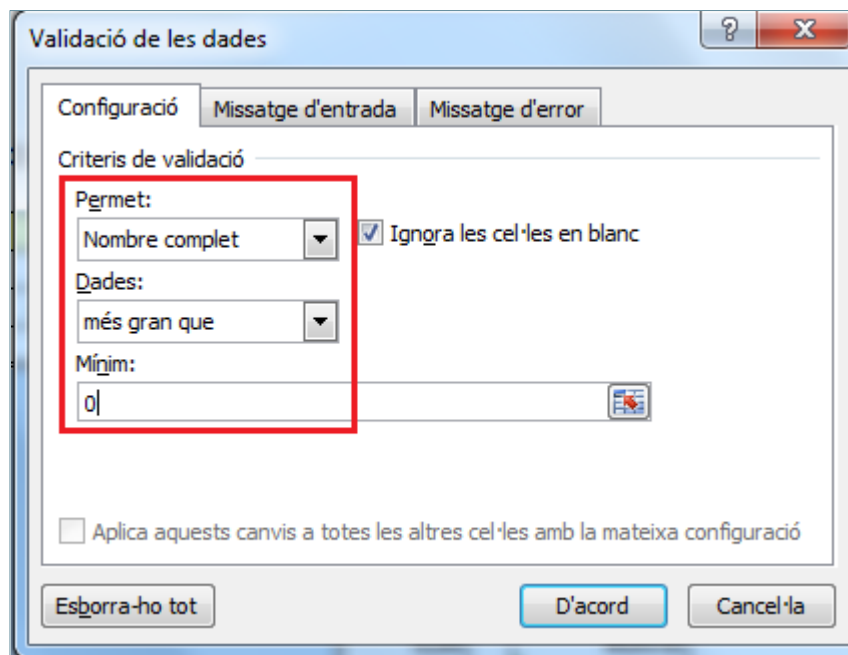 Validació de les dades
Configuració Missatge d'entrada Missatge d'error
Criteris de validació
Permet:
Nombre complet Ignora les cel·les en blanc
Dades:
més gran que
Mínim:
0
Aplica aquests canvis a totes les altres cel·les amb la mateixa configuració
Esborra-ho tot D'acord Cancel·la